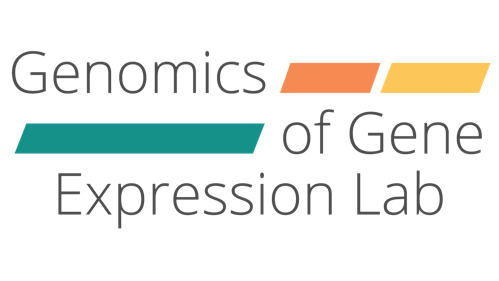 Genomics
of Gene
Expression Lab